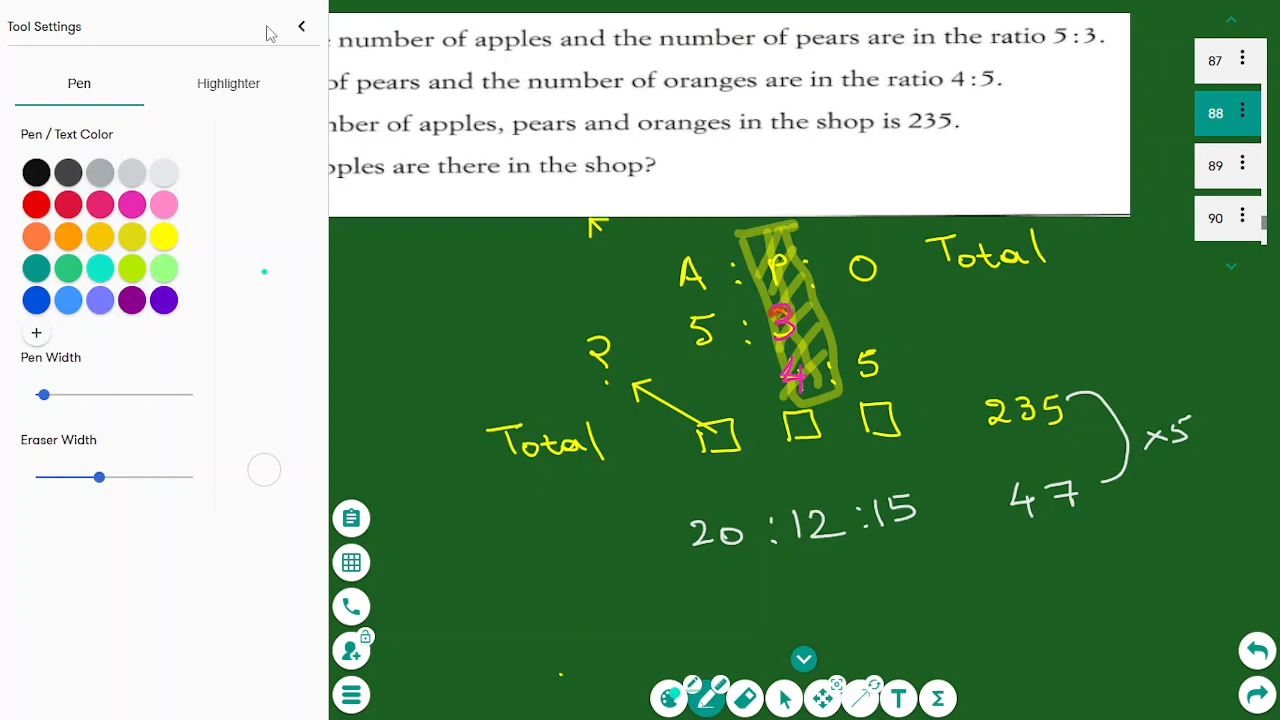 Tool Settings
Pen Highlighter
Pen / Text Color
Pen Width
Eraser Width
number of apples and the number of pears are in the ratio 5:3.
of pears and the number of oranges are in the ratio 4:5.
ber of apples, pears and oranges in the shop is 235.
pples are there in the shop?
A : P : O Total
5 : 3
?
4 : 5
Total 235
×5
20 : 12 : 15 47
87
88
89
90
T Σ